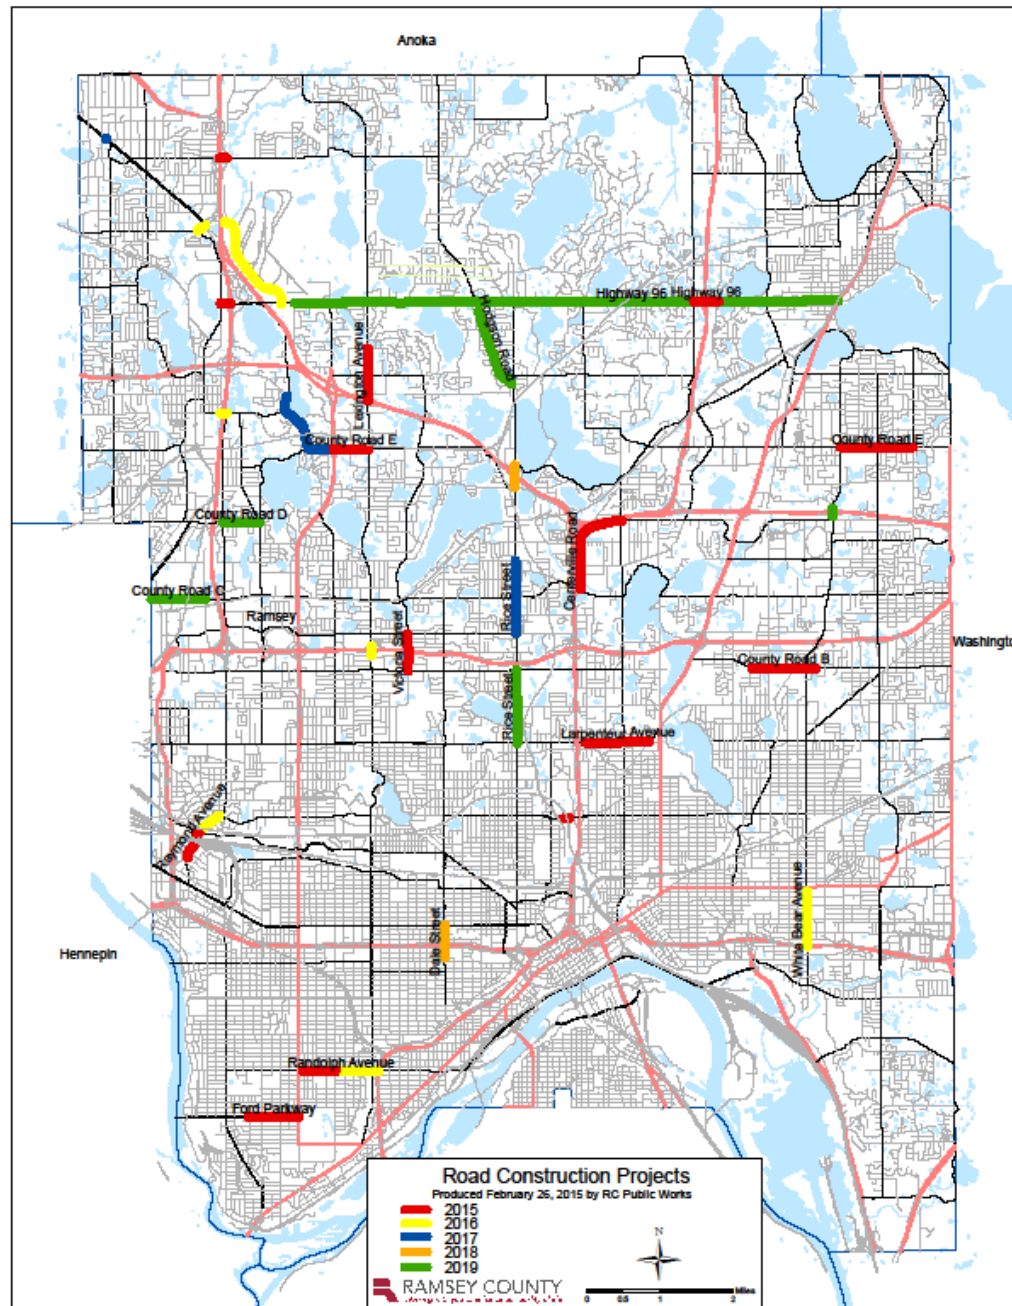 Anoka
Highway 96 Highway 96
Hodgson Road
Lexington Avenue
County Road E
County Road E
County Road D
Centerville Road
County Road C
Rice Street
Ramsey
Victoria Street
Washington
County Road B
Rice Street
Larpenteur Avenue
Raymond Avenue
White Bear Avenue
Dale Street
Hennepin
Randolph Avenue
Ford Parkway
Road Construction Projects
Produced February 26, 2015 by RC Public Works
2015
2016
2017
2018
2019
N
RAMSEY COUNTY
0 0.5 1 2 Miles